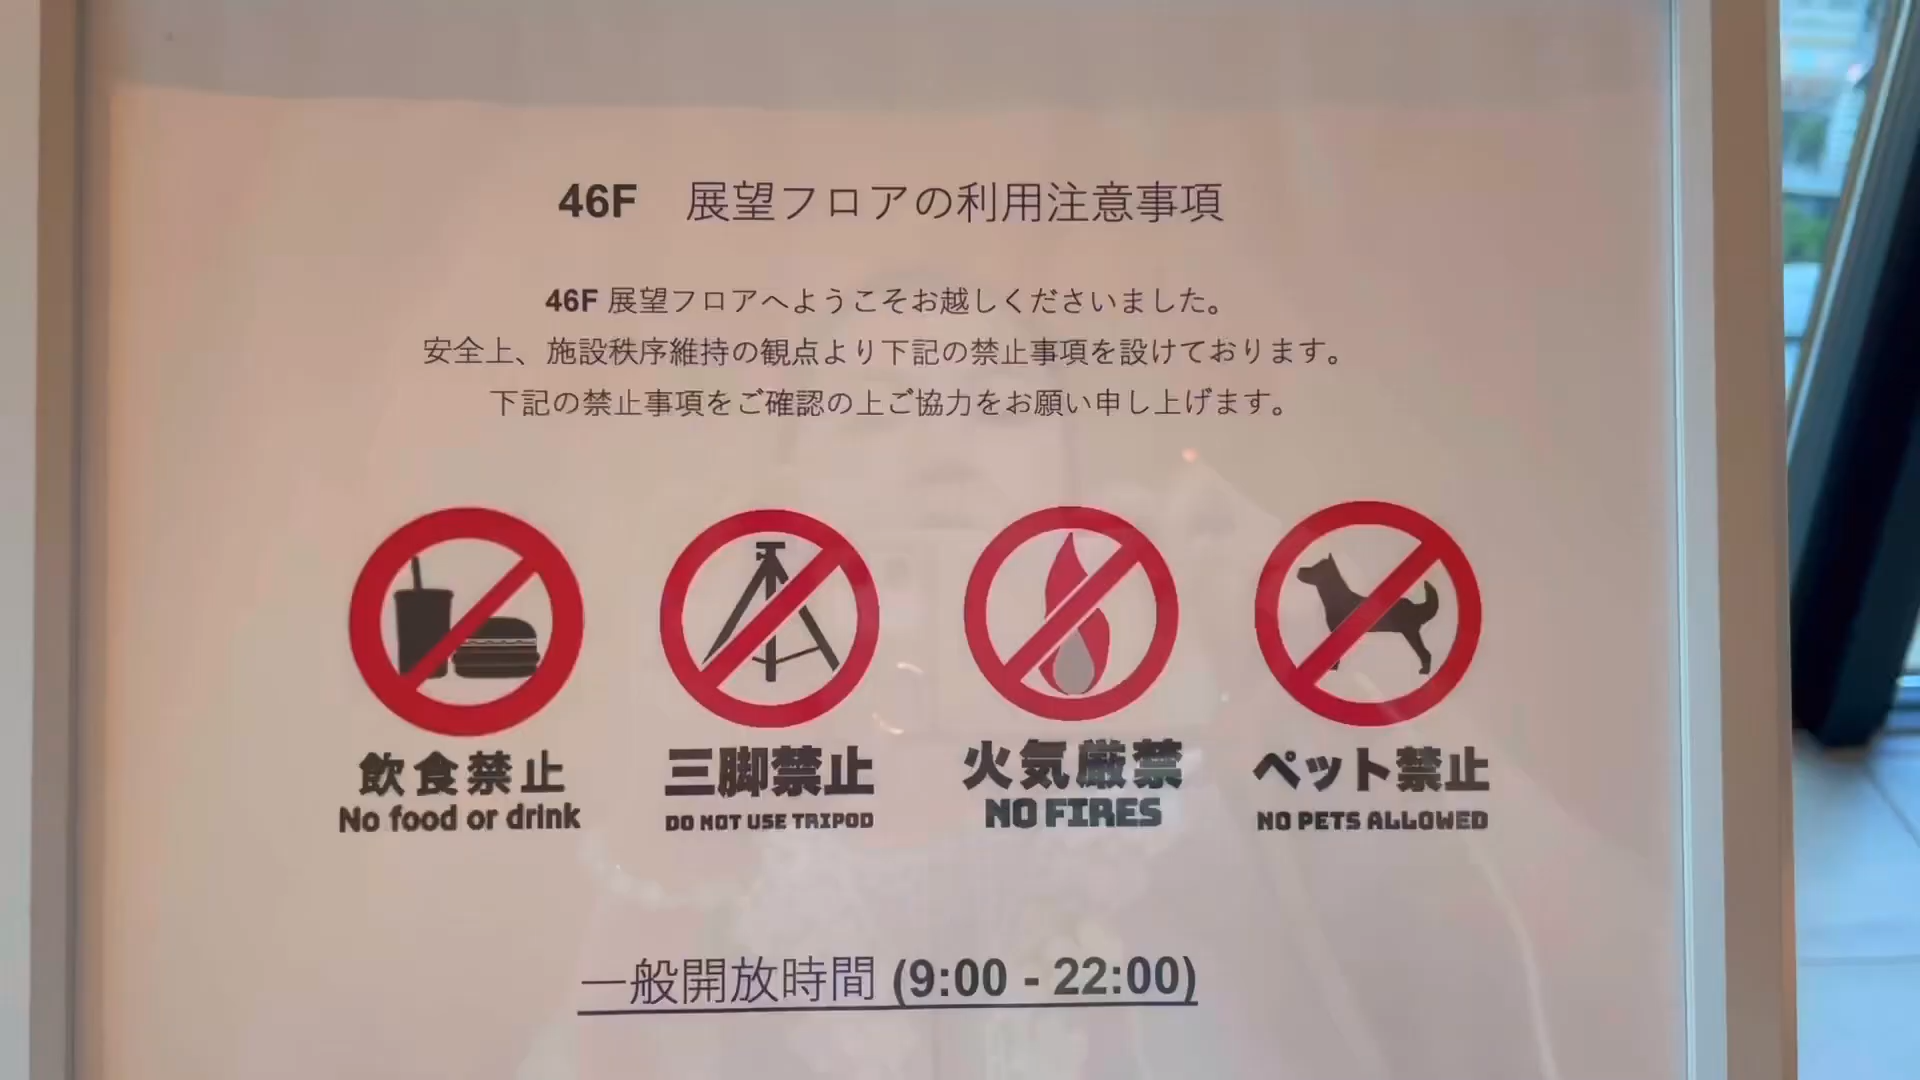 46F 展望フロアの利用注意事項
46F 展望フロアへようこそお越しくださいました。
安全上、施設秩序維持の観点より下記の禁止事項を設けております。
下記の禁止事項をご確認の上ご協力をお願い申し上げます。
飲食禁止
No food or drink
三脚禁止
DO NOT USE TRIPOD
火気厳禁
NO FIRES
ペット禁止
NO PETS ALLOWED
一般開放時間 (9:00 - 22:00)